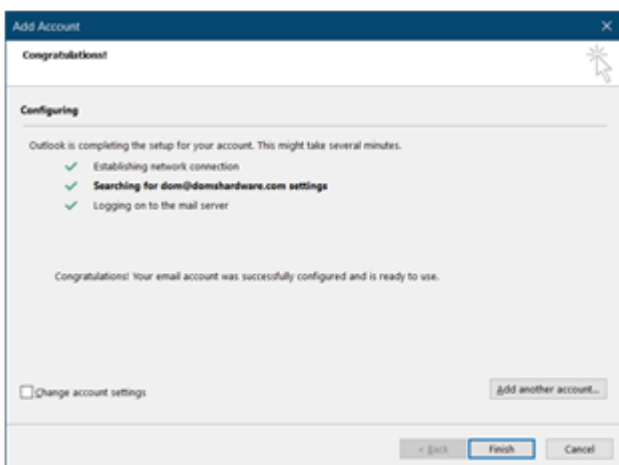 Add Account
Congratulations!
Configuring
Outlook is completing the setup for your account. This might take several minutes.
Establishing network connection
Searching for dom@domshardware.com settings
Logging on to the mail server
Congratulations! Your email account was successfully configured and is ready to use.
Change account settings
Add another account...
< Back
Finish
Cancel